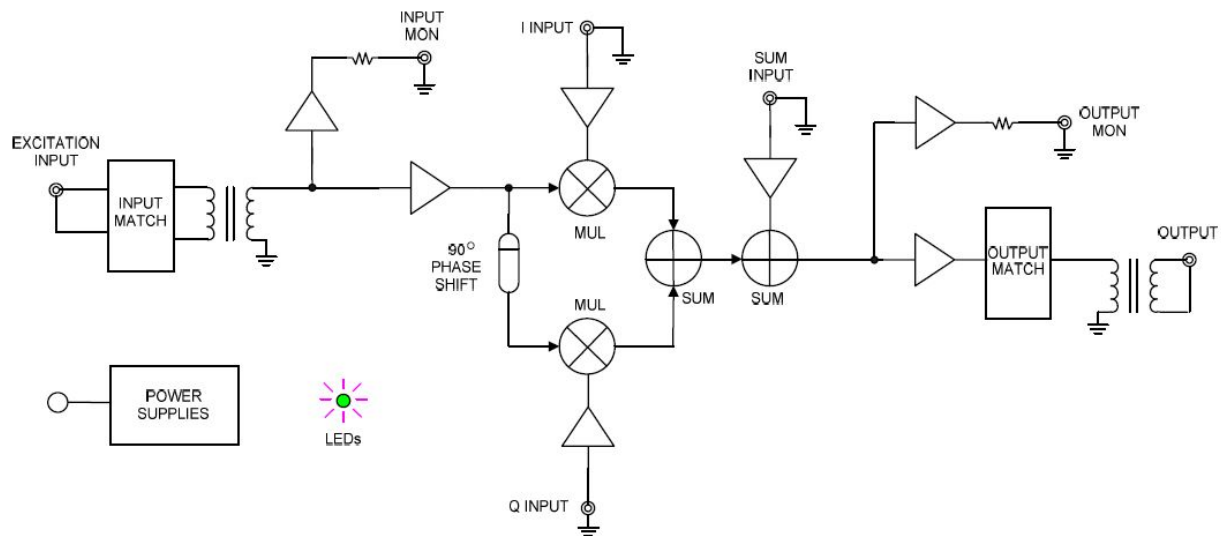 INPUT
MON
I INPUT
SUM
INPUT
OUTPUT
MON
EXCITATION
INPUT
INPUT
MATCH
MUL
90°
PHASE
SHIFT
SUM
SUM
OUTPUT
MATCH
OUTPUT
MUL
POWER
SUPPLIES
LEDs
Q INPUT